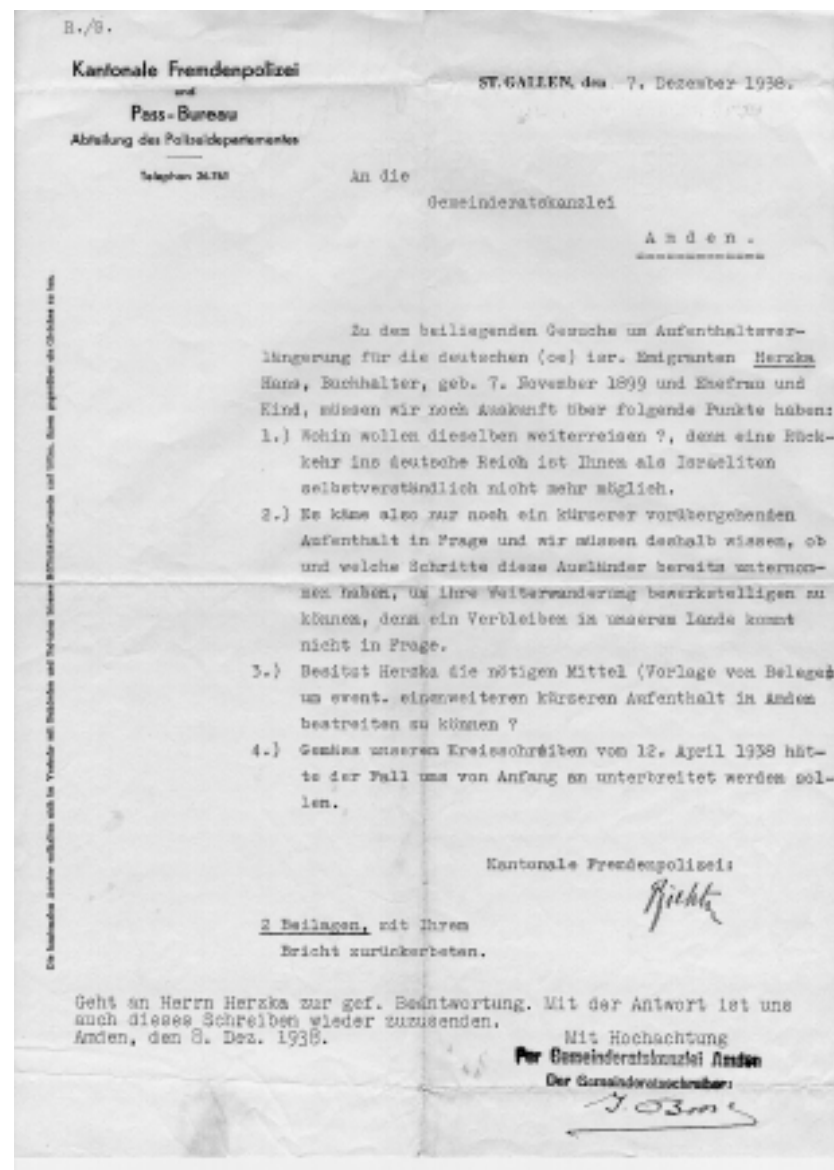 R./S.
Kantonale Fremdenpolizei
und
Pass-Bureau
Abteilung des Polizeidepartementes
Telephon
ST. GALLEN, den 7. Dezember 1938.
An die
Gemeinderatskanzlei
Amden.
Zu dem beiliegenden Gesuche um Aufenthaltsver-
längerung für die deutschen (oe) isr. Emigranten Herzka
Hans, Buchhalter, geb. 7. November 1899 und Ehefrau und
Kind, müssen wir noch Auskunft über folgende Punkte haben:
1.) Wohin wollen dieselben weiterreisen ?, denn eine Rück-
kehr ins deutsche Reich ist Ihnen als Israeliten
selbstverständlich nicht mehr möglich.
2.) Es käme also nur noch ein kürzerer vorübergehenden
Aufenthalt in Frage und wir müssen deshalb wissen, ob
und welche Schritte diese Ausländer bereits unternom-
men haben, um ihre Weiterwanderung bewerkstelligen zu
können, denn ein Verbleiben in unserem Lande kommt
nicht in Frage.
3.) Besitzt Herzka die nötigen Mittel (Vorlage von Belegen
um event. einenweiteren kürzeren Aufenthalt in Amden
bestreiten zu können ?
4.) Gemäss unserem Kreisschreiben vom 12. April 1938 hät-
te der Fall uns von Anfang an unterbreitet werden sol-
len.
Kantonale Fremdenpolizei:
2 Beilagen, mit Ihrem
Bricht zurückerbeten.
Geht an Herrn Herzka zur gef. Beantwortung. Mit der Antwort ist uns
auch dieses Schreiben wieder zuzusenden.
Amden, den 8. Dez. 1938.
Mit Hochachtung
Per Gemeinderatskanzlei Amden
Der Gemeinderatsschreiber: